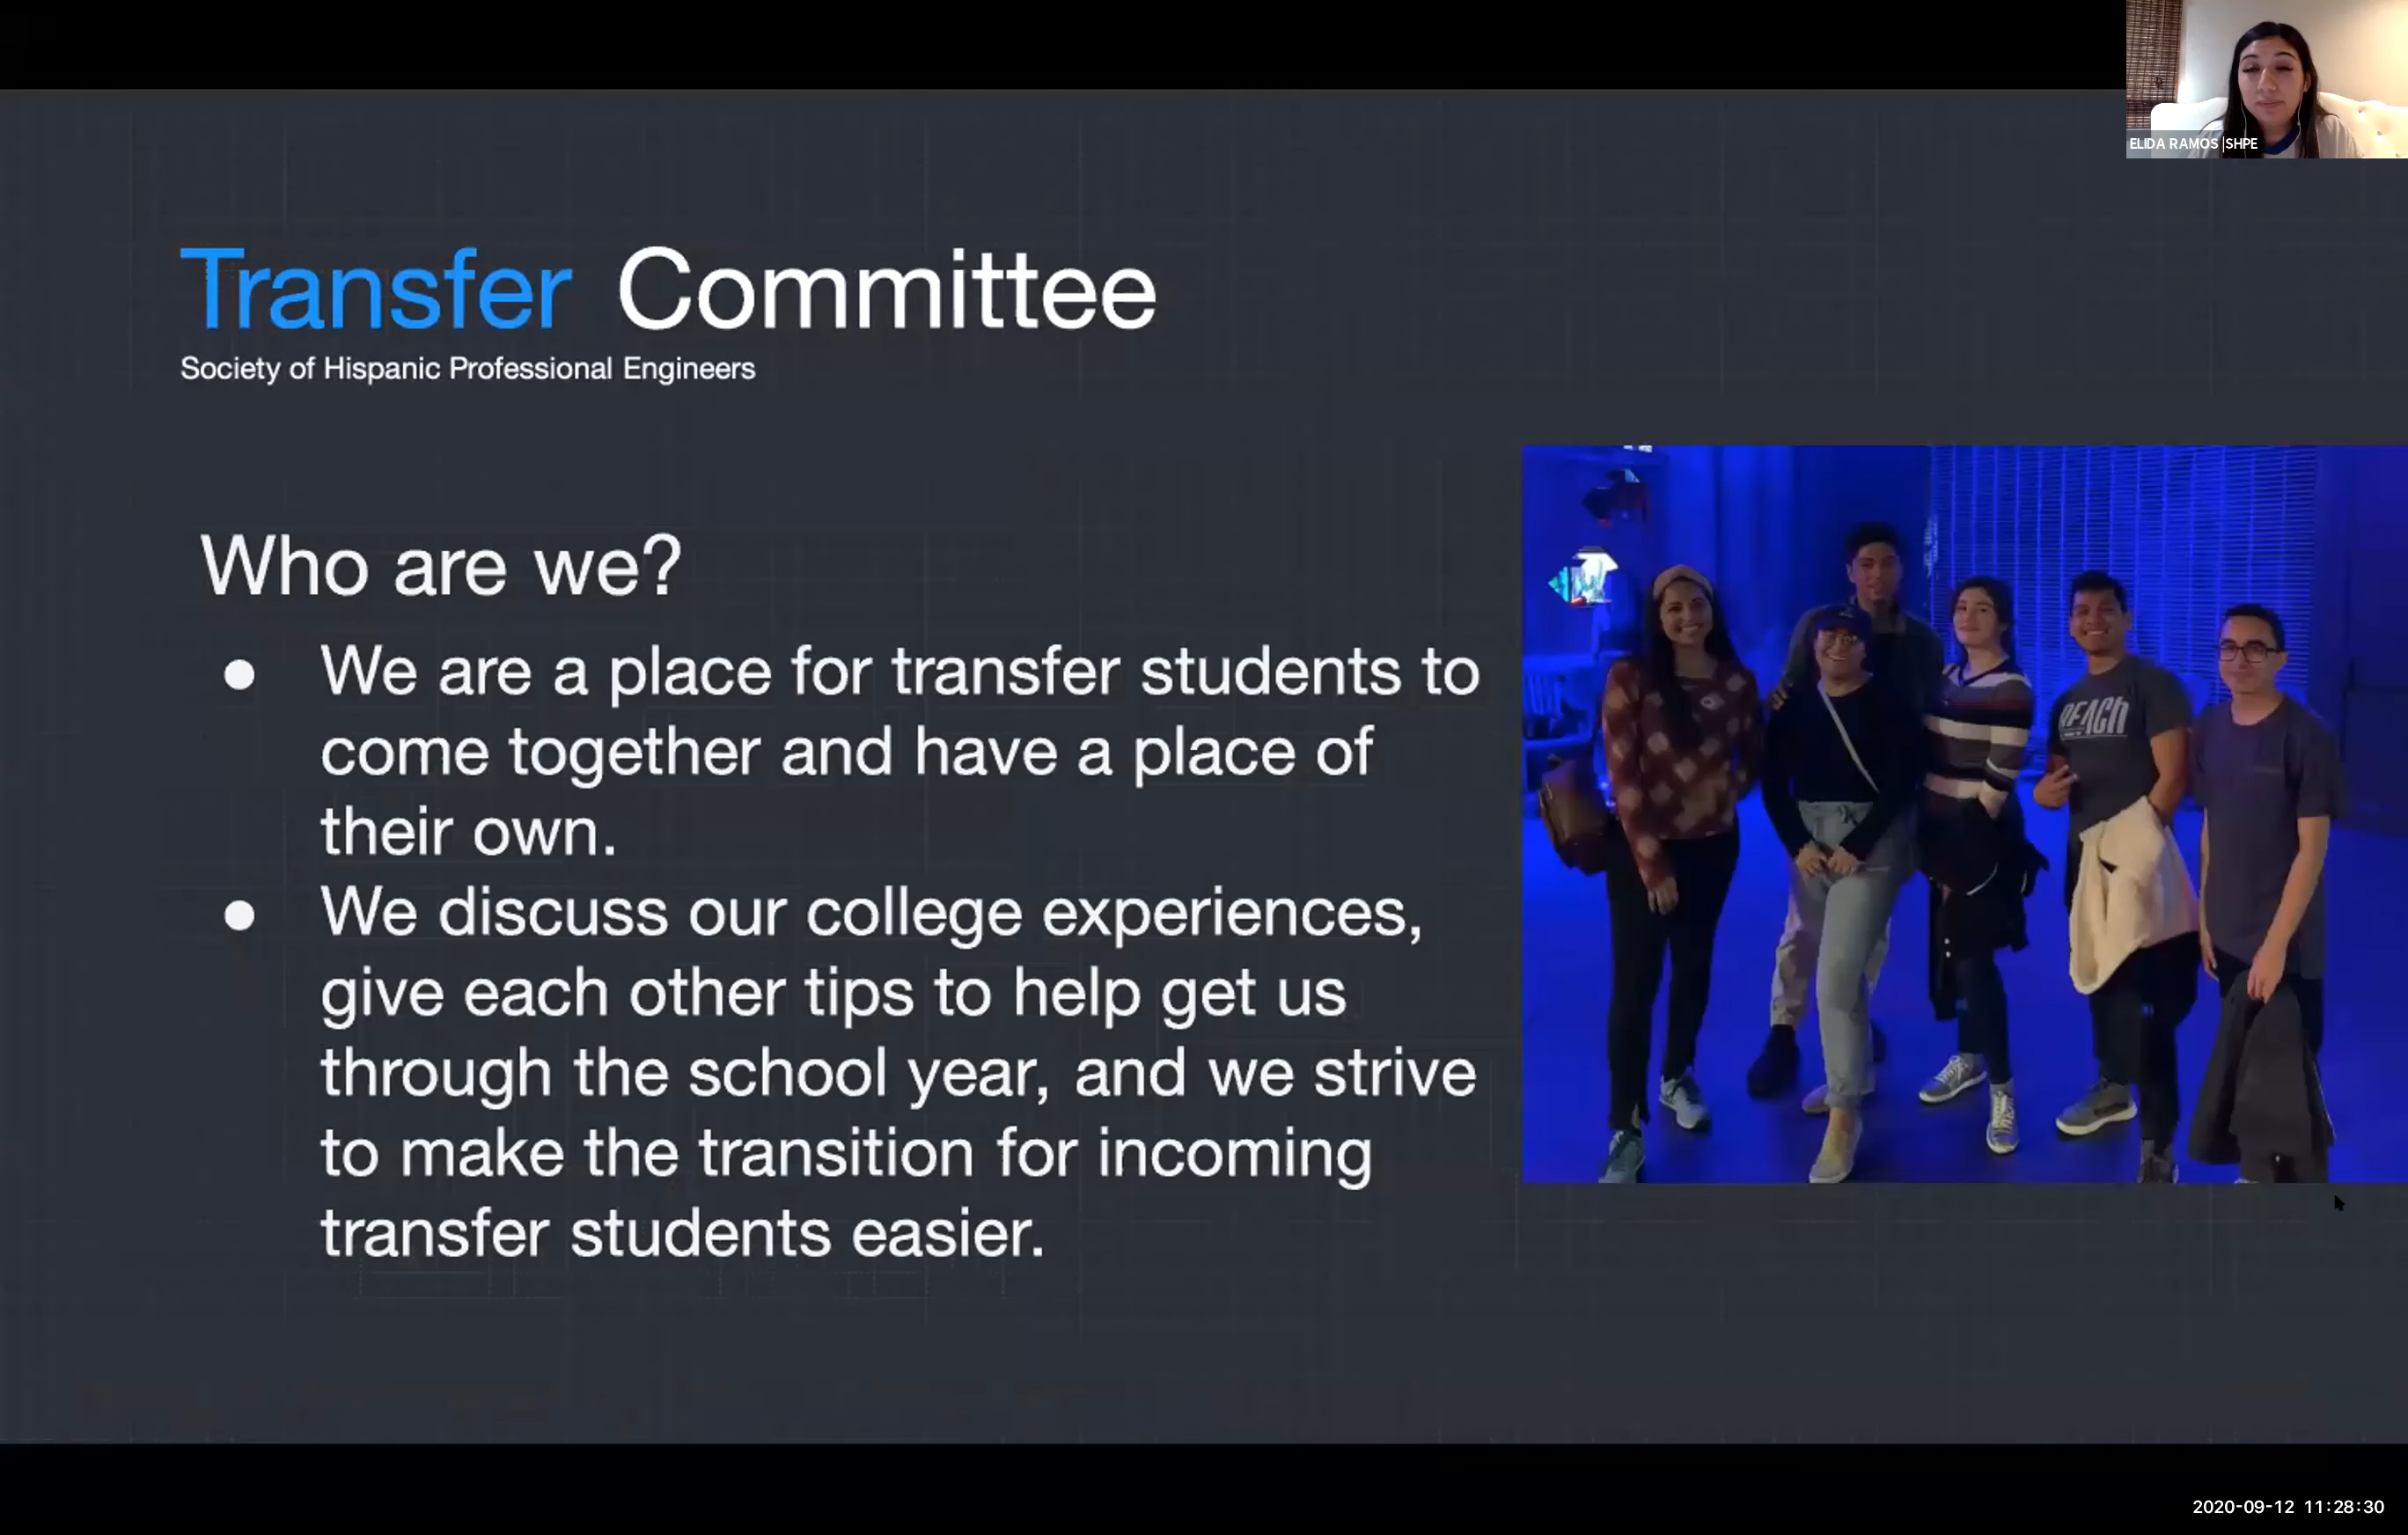 ELIDA RAMOS |SHPE
Transfer Committee
Society of Hispanic Professional Engineers
Who are we?
● We are a place for transfer students to
come together and have a place of
their own.
● We discuss our college experiences,
give each other tips to help get us
through the school year, and we strive
to make the transition for incoming
transfer students easier.
REACH
2020-09-12 11:28:30